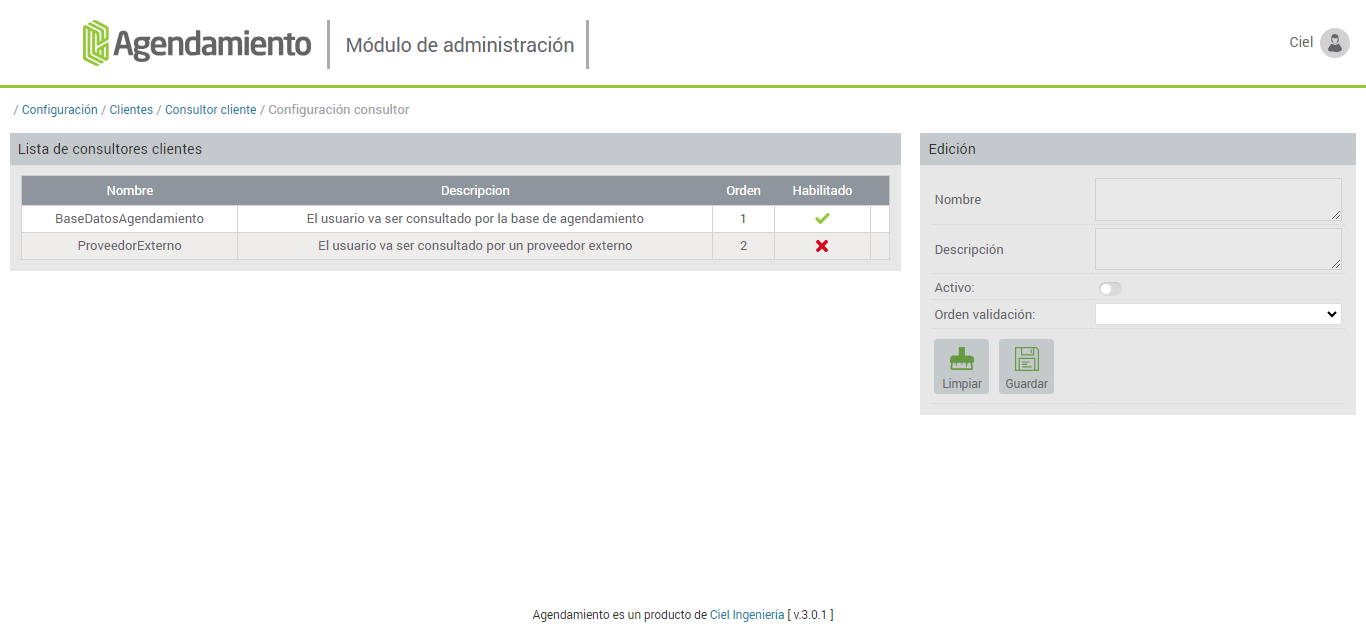 Agendamiento Módulo de administración
Ciel
/ Configuración / Clientes / Consultor cliente / Configuración consultor
Lista de consultores clientes
Nombre Descripcion Orden Habilitado
BaseDatosAgendamiento El usuario va ser consultado por la base de agendamiento 1
ProveedorExterno El usuario va ser consultado por un proveedor externo 2
Edición
Nombre
Descripción
Activo:
Orden validación:
Limpiar Guardar
Agendamiento es un producto de Ciel Ingeniería [ v.3.0.1 ]